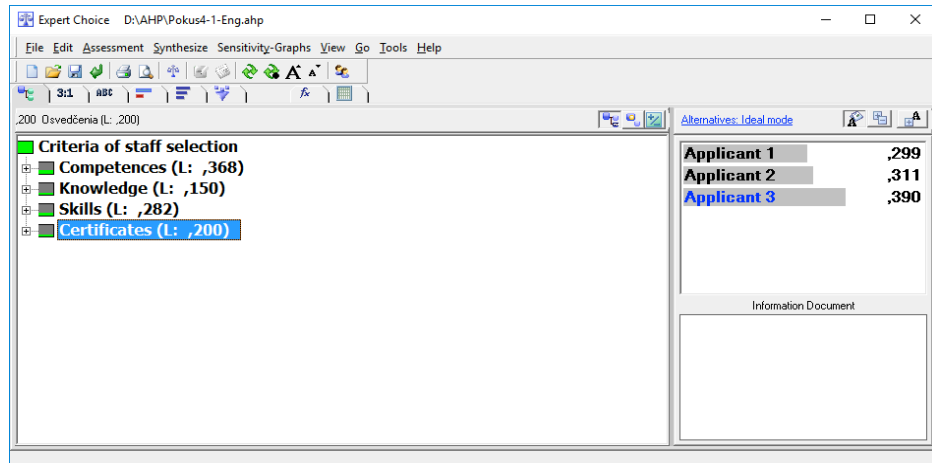 Expert Choice D:\AHP\Pokus4-1-Eng.ahp
File Edit Assessment Synthesize Sensitivity-Graphs View Go Tools Help
A A
3:1 ABC fx
,200 Osvedčenia (L: ,200)
Alternatives: Ideal mode
A
Criteria of staff selection
Competences (L: ,368)
Knowledge (L: ,150)
Skills (L: ,282)
Certificates (L: ,200)
Applicant 1 ,299
Applicant 2 ,311
Applicant 3 ,390
Information Document